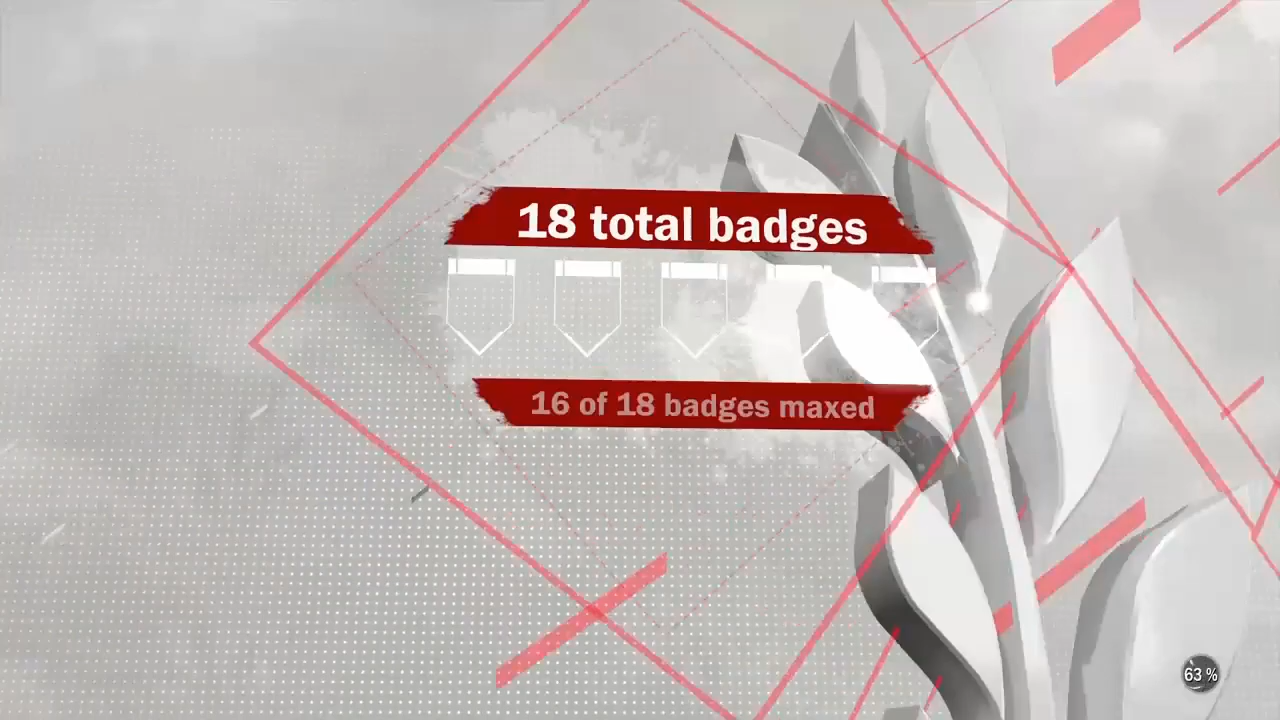 18 total badges
16 of 18 badges maxed
63 %